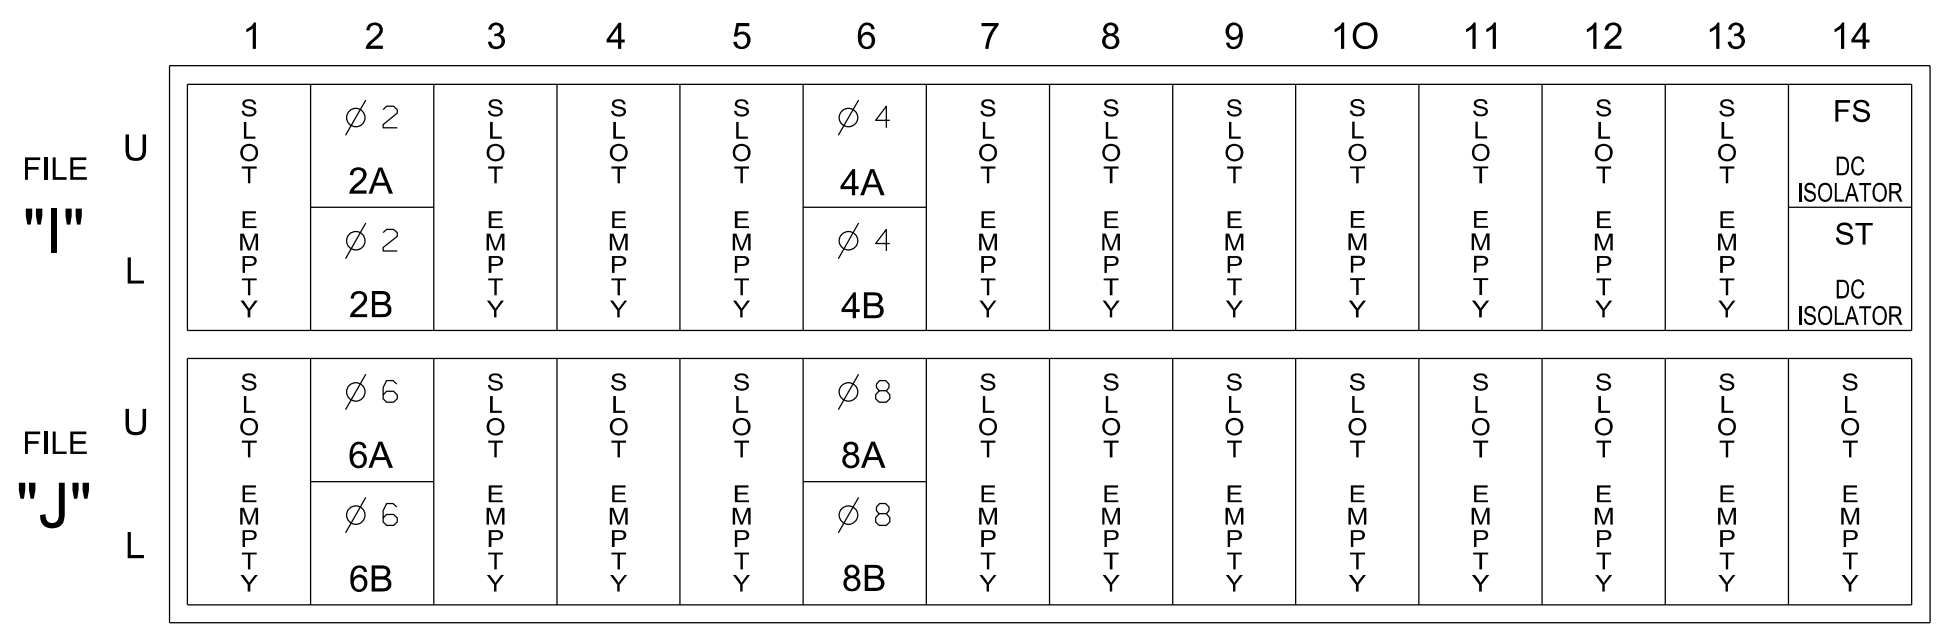 1 2 3 4 5 6 7 8 9 10 11 12 13 14
FILE "I"
U
L
SLOT EMPTY
ø 2
2A
ø 2
2B
SLOT EMPTY
SLOT EMPTY
SLOT EMPTY
ø 4
4A
ø 4
4B
SLOT EMPTY
SLOT EMPTY
SLOT EMPTY
SLOT EMPTY
SLOT EMPTY
SLOT EMPTY
SLOT EMPTY
FS
DC
ISOLATOR
ST
DC
ISOLATOR
FILE "J"
U
L
SLOT EMPTY
ø 6
6A
ø 6
6B
SLOT EMPTY
SLOT EMPTY
SLOT EMPTY
ø 8
8A
ø 8
8B
SLOT EMPTY
SLOT EMPTY
SLOT EMPTY
SLOT EMPTY
SLOT EMPTY
SLOT EMPTY
SLOT EMPTY
SLOT EMPTY